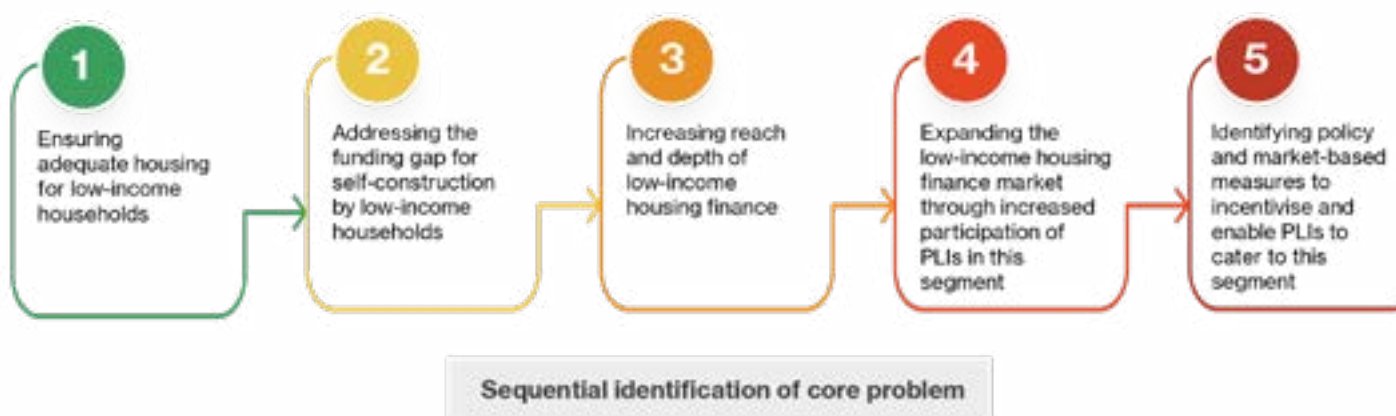 1
Ensuring
adequate housing
for low-income
households
2
Addressing the
funding gap for
self-construction
by low-income
households
3
Increasing reach
and depth of
low-income
housing finance
4
Expanding the
low-income housing
finance market
through increased
participation of
PLIs in this
segment
5
Identifying policy
and market-based
measures to
incentivise and
enable PLIs to
cater to this
segment
Sequential identification of core problem